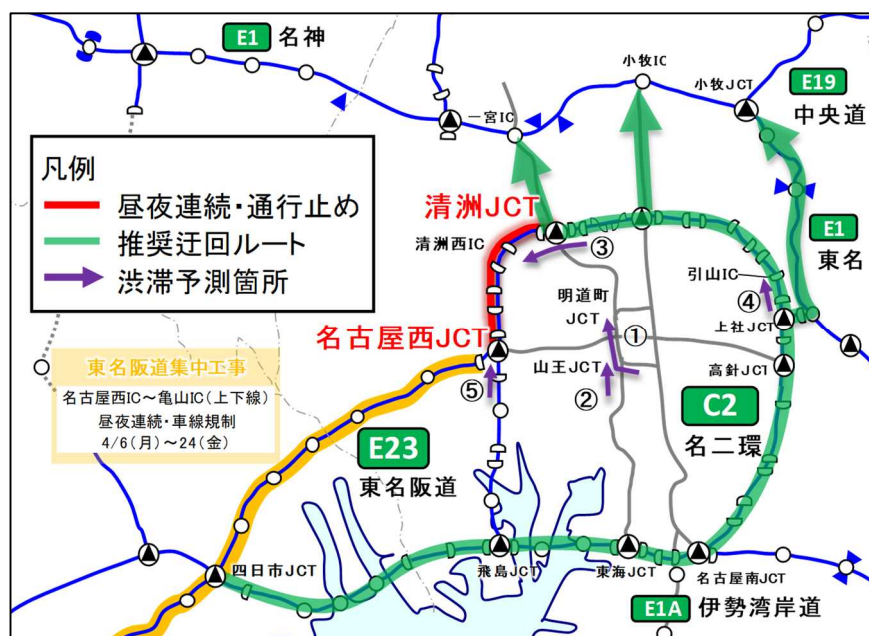 E1 名神
小牧IC
小牧JCT
E19
中央道
一宮IC
凡例
昼夜連続・通行止め
推奨迂回ルート
渋滞予測箇所
清洲JCT
清洲西IC
③
E1
東名
引山IC
④
明道町
JCT
①
上社JCT
名古屋西JCT
山王JCT
高針JCT
⑤
②
東名阪道集中工事
名古屋西IC～亀山IC(上下線)
昼夜連続・車線規制
4/6(月)～24(金)
C2
名二環
E23
東名阪道
四日市JCT
飛島JCT
東海JCT
名古屋南JCT
E1A 伊勢湾岸道